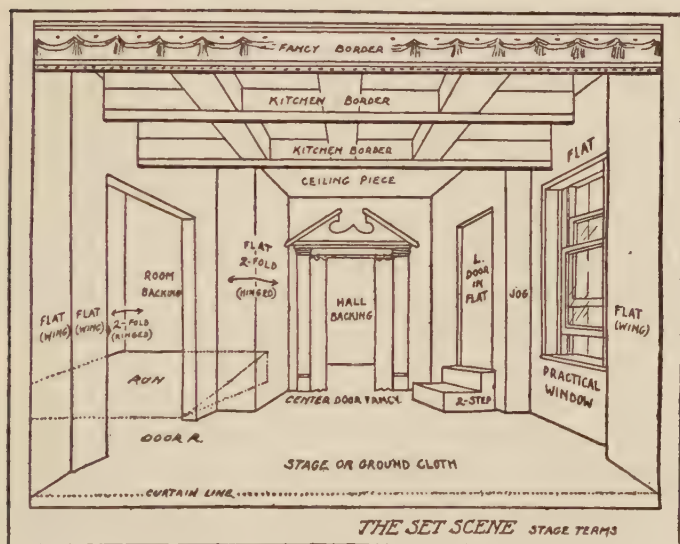 FANCY BORDER
KITCHEN BORDER
KITCHEN BORDER
CEILING PIECE
FLAT
FLAT
2-FOLD
(HINGED)
ROOM
BACKING
HALL
BACKING
L.
DOOR
IN
FLAT
JOG
FLAT
(WING)
FLAT
(WING)
2-FOLD
(HINGED)
FLAT
(WING)
RUN
PRACTICAL
WINDOW
CENTER DOOR FANCY
2-STEP
DOOR R.
STAGE OR GROUND CLOTH
CURTAIN LINE
THE SET SCENE STAGE TERMS